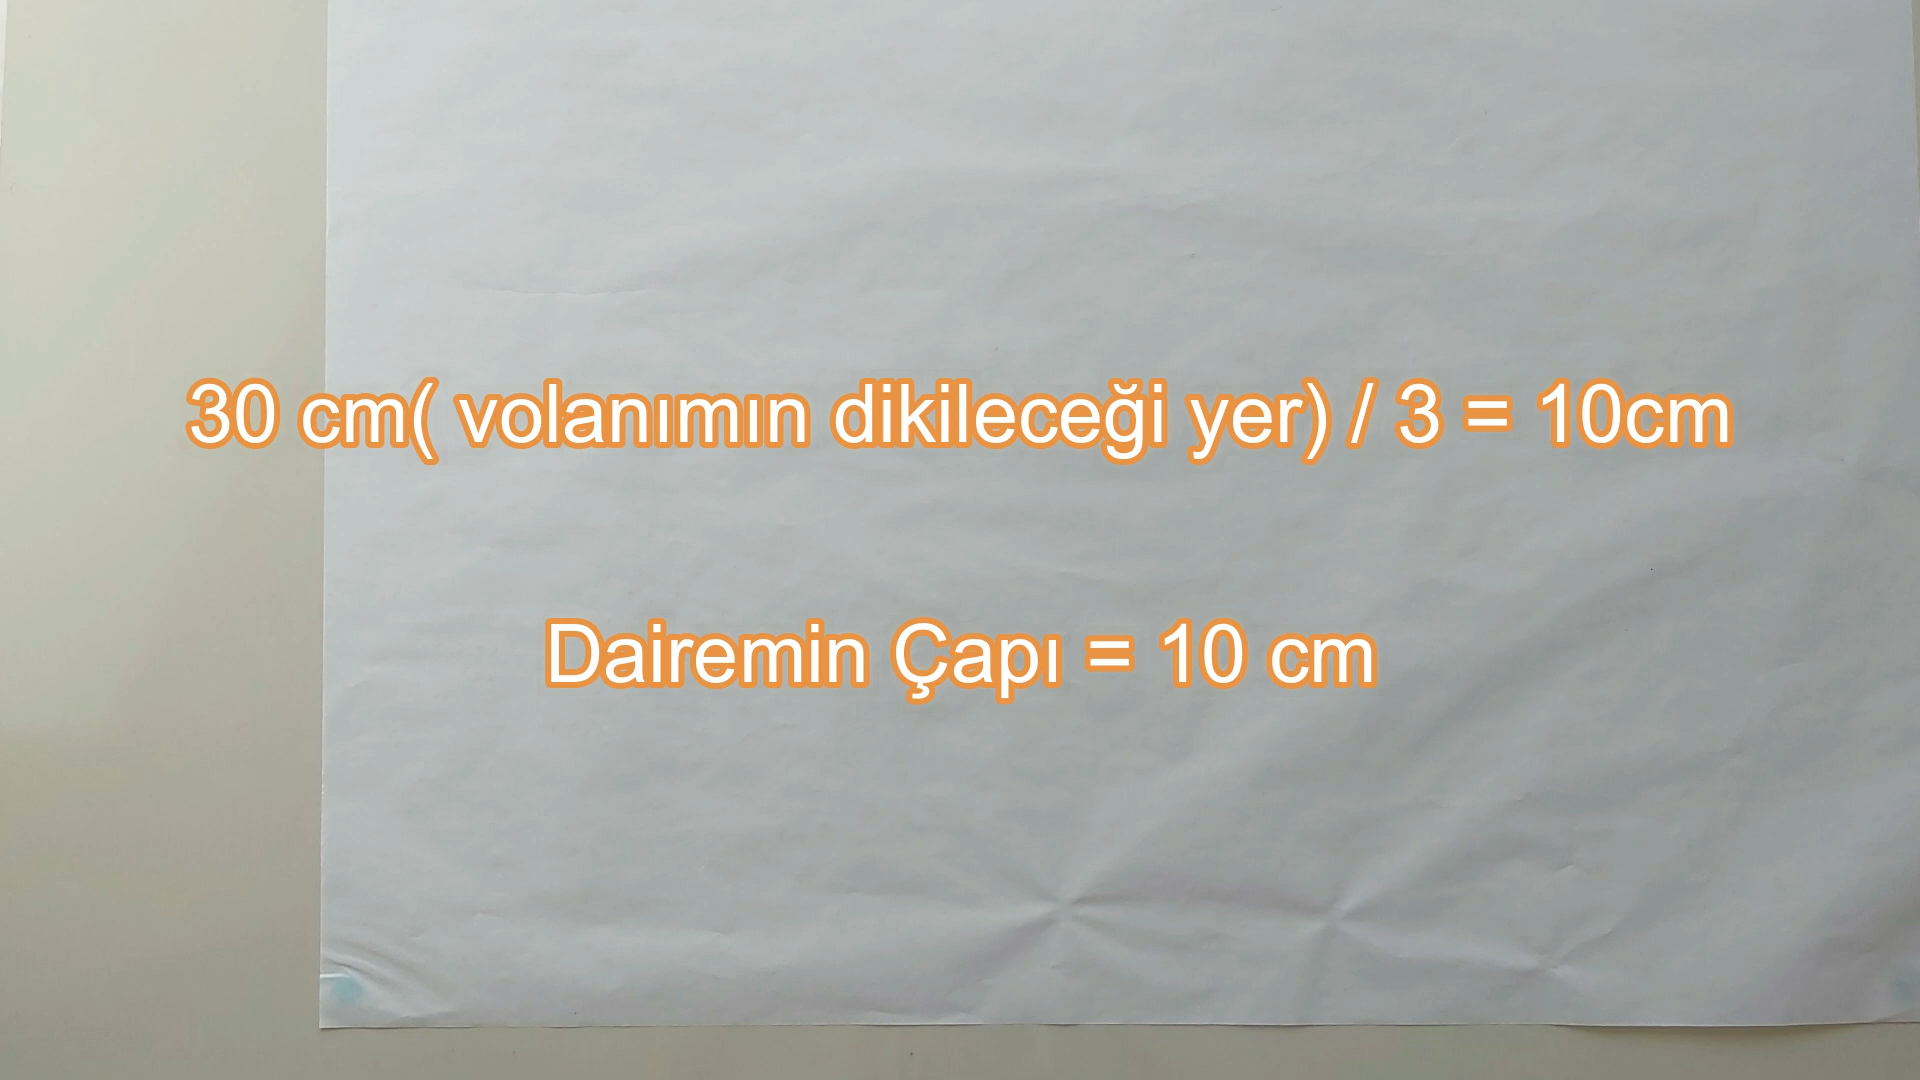 30 cm( volanımın dikileceği yer) / 3 = 10cm
Dairemin Çapı = 10 cm